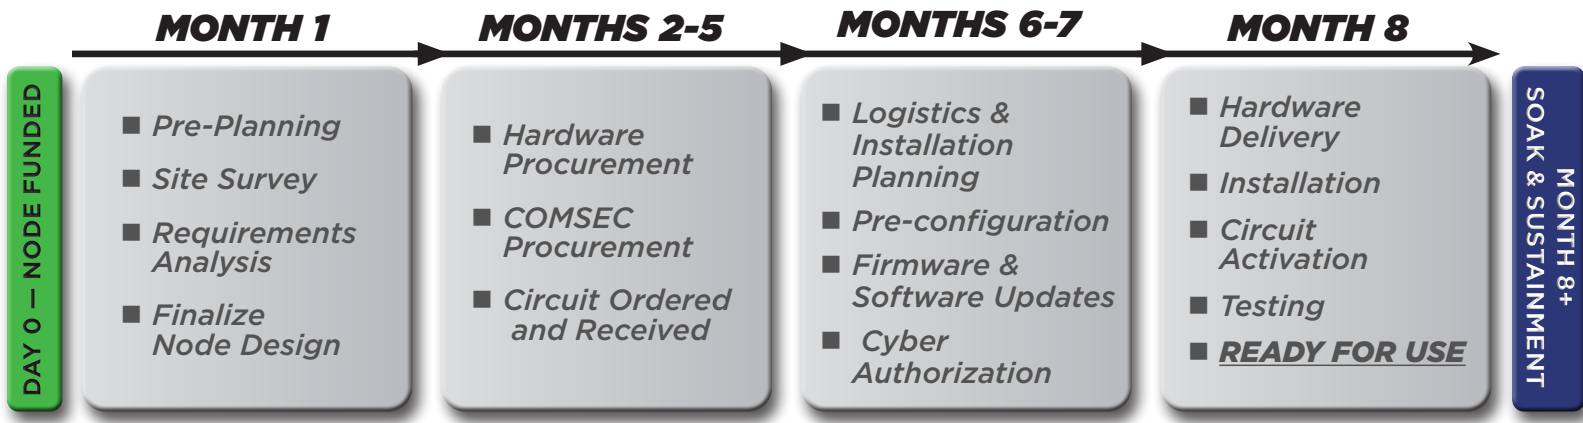 DAY 0 — NODE FUNDED
MONTH 1
■ Pre-Planning
■ Site Survey
■ Requirements
Analysis
■ Finalize
Node Design
MONTHS 2-5
■ Hardware
Procurement
■ COMSEC
Procurement
■ Circuit Ordered
and Received
MONTHS 6-7
■ Logistics &
Installation
Planning
■ Pre-configuration
■ Firmware &
Software Updates
■ Cyber
Authorization
MONTH 8
■ Hardware
Delivery
■ Installation
■ Circuit
Activation
■ Testing
■ READY FOR USE
MONTH 8+
SOAK & SUSTAINMENT